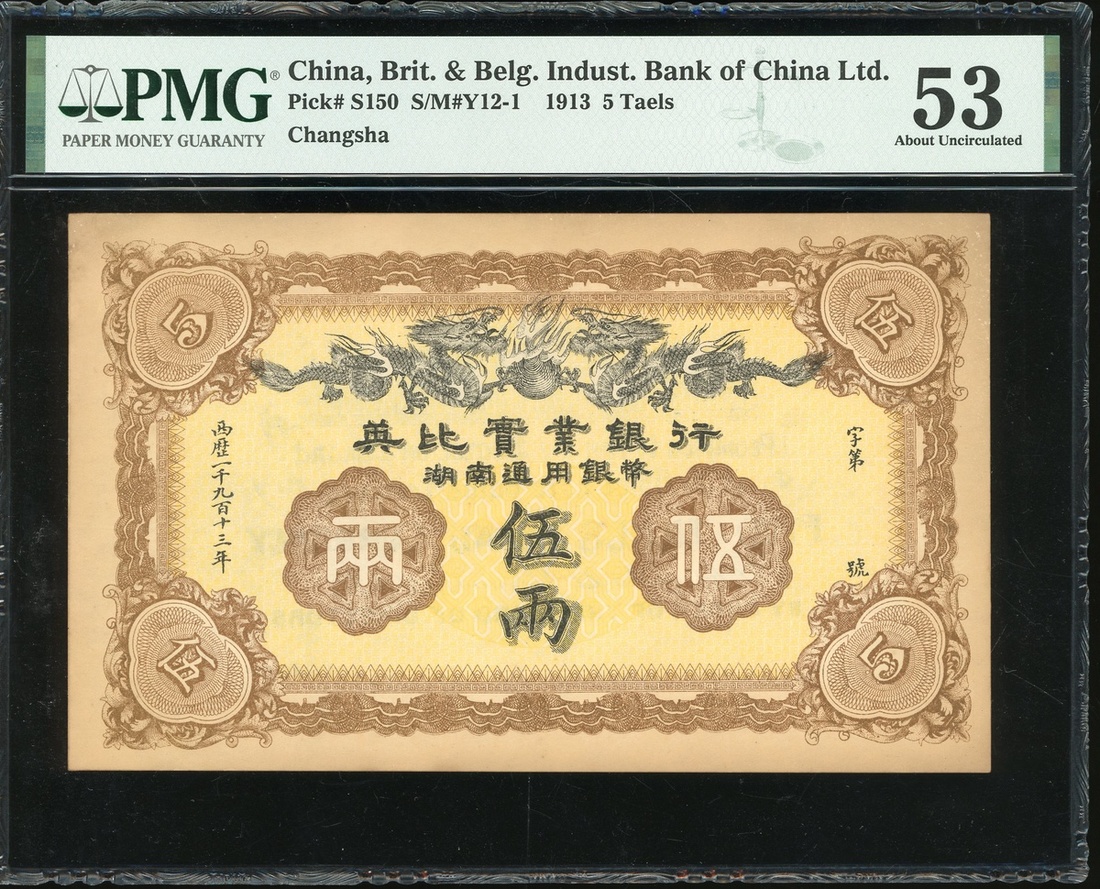 PMG®
PAPER MONEY GUARANTY
China, Brit. & Belg. Indust. Bank of China Ltd.
Pick# S150 S/M#Y12-1 1913 5 Taels
Changsha
53
About Uncirculated
5
伍
英比實業銀行
湖南通用銀幣
字第
號
兩
伍兩
伍
西歷一千九百十三年
伍
5